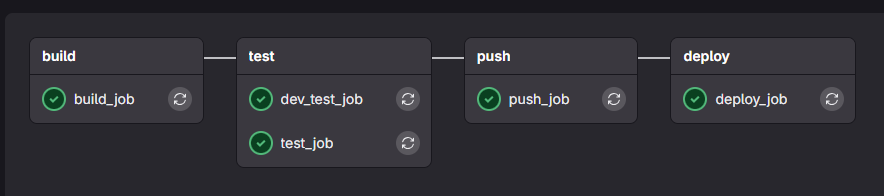 build
build_job
test
dev_test_job
test_job
push
push_job
deploy
deploy_job